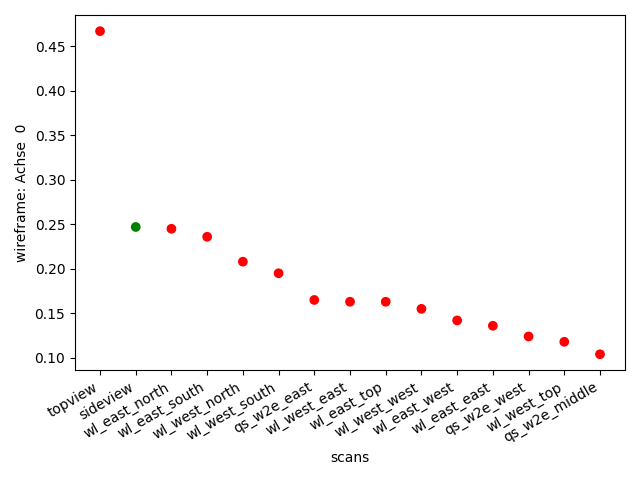 0.45
0.40
0.35
0.30
0.25
0.20
0.15
0.10
wireframe: Achse  0
topview
sideview
wl_east_north
wl_east_south
wl_west_north
wl_west_south
qs_w2e_east
wl_west_east
wl_east_top
wl_west_west
wl_east_west
wl_east_east
qs_w2e_west
wl_west_top
qs_w2e_middle
scans